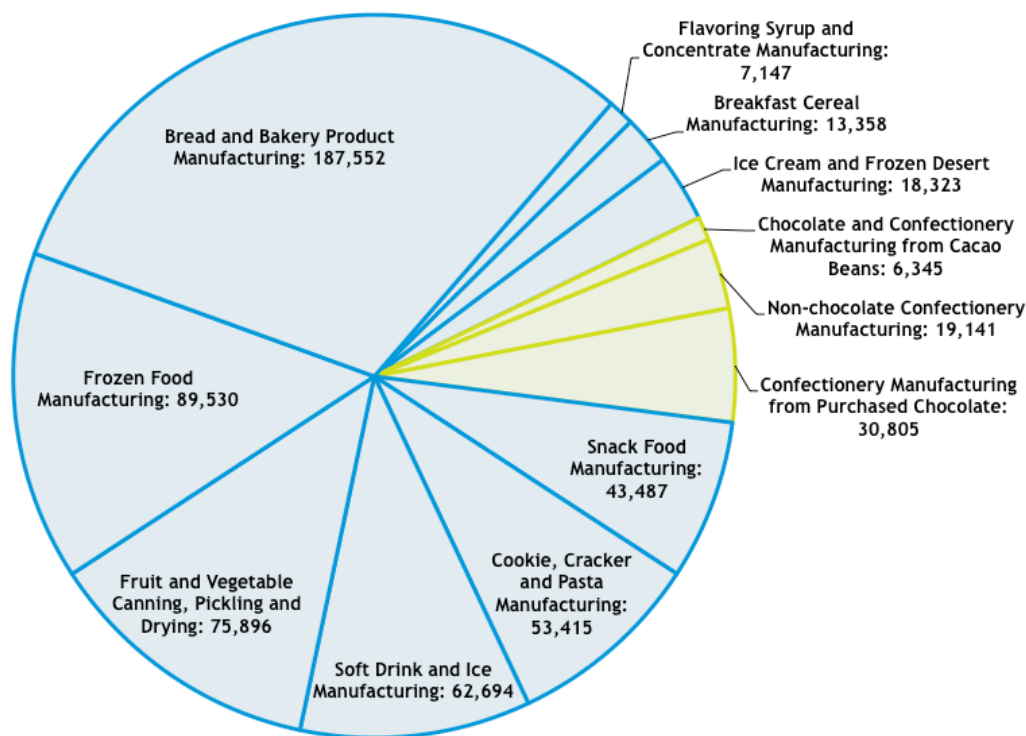 Flavoring Syrup and
Concentrate Manufacturing:
7,147
Breakfast Cereal
Manufacturing: 13,358
Ice Cream and Frozen Desert
Manufacturing: 18,323
Chocolate and Confectionery
Manufacturing from Cacao
Beans: 6,345
Non-chocolate Confectionery
Manufacturing: 19,141
Confectionery Manufacturing
from Purchased Chocolate:
30,805
Snack Food
Manufacturing:
43,487
Cookie, Cracker
and Pasta
Manufacturing:
53,415
Soft Drink and Ice
Manufacturing: 62,694
Fruit and Vegetable
Canning, Pickling and
Drying: 75,896
Frozen Food
Manufacturing: 89,530
Bread and Bakery Product
Manufacturing: 187,552